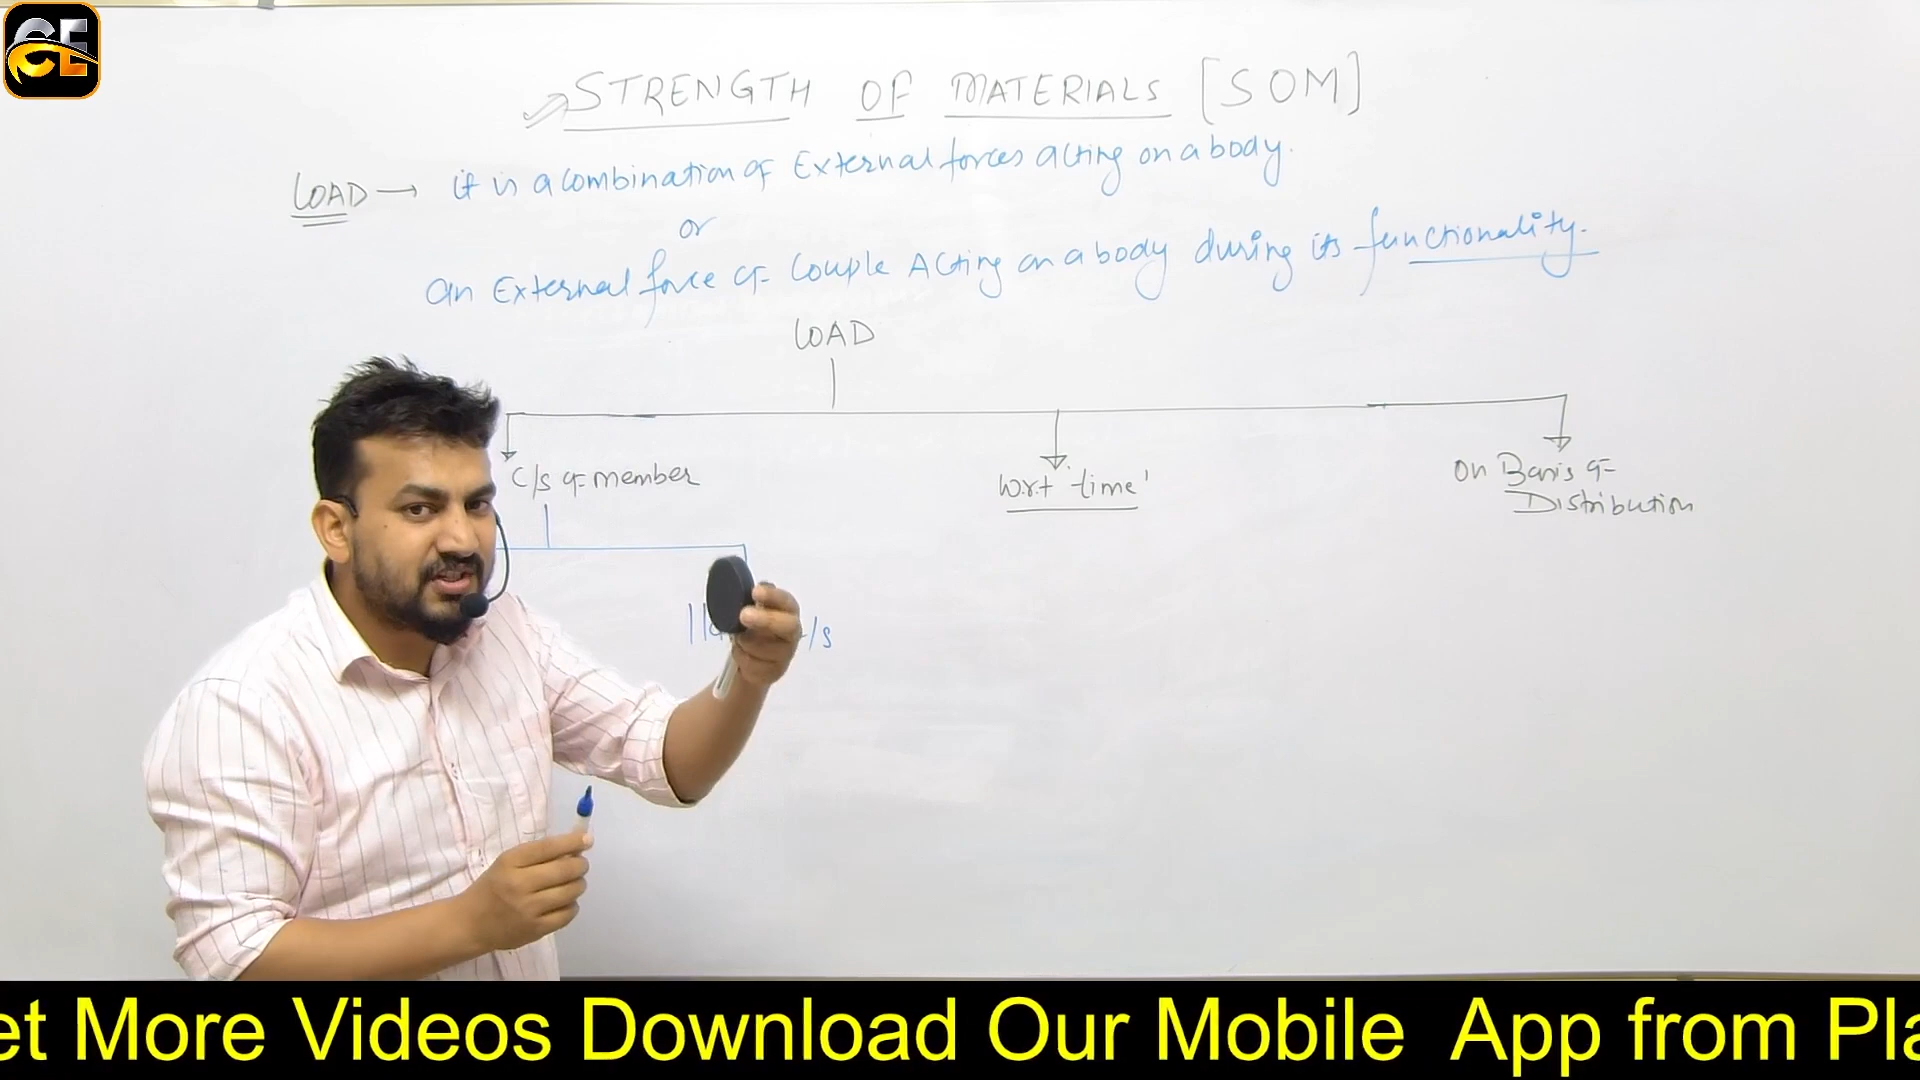 CE
STRENGTH OF MATERIALS [SOM]
LOAD → it is a combination of External forces acting on a body.
or
an External force of Couple Acting on a body during its functionality.
LOAD
C/s of member
w.r.t 'time'
on Basis of
Distribution
/s
et More Videos Download Our Mobile App from Pla